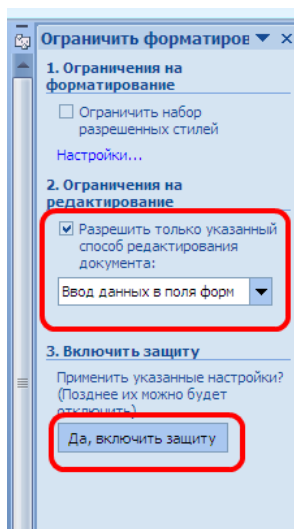 Ограничить форматиров
1. Ограничения на
форматирование
Ограничить набор
разрешенных стилей
Настройки...
2. Ограничения на
редактирование
Разрешить только указанный
способ редактирования
документа:
Ввод данных в поля форм
3. Включить защиту
Применить указанные настройки?
(Позднее их можно будет
отключить)
Да, включить защиту